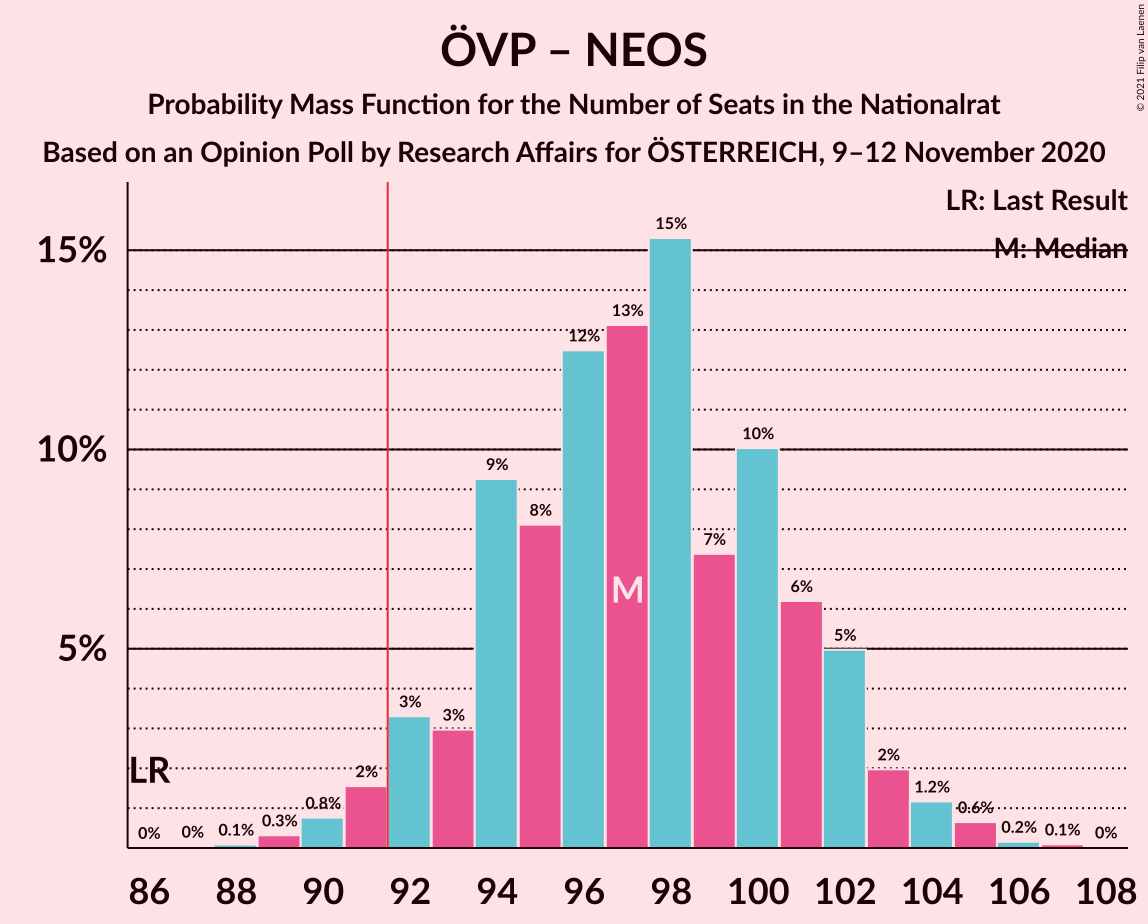 ÖVP – NEOS
Probability Mass Function for the Number of Seats in the Nationalrat
Based on an Opinion Poll by Research Affairs for ÖSTERREICH, 9–12 November 2020
© 2021 Filip van Laenen
LR: Last Result
M: Median
15%
10%
5%
0%
0%
0.1%
0.3%
0.8%
2%
3%
3%
9%
8%
12%
13%
15%
7%
10%
6%
5%
2%
1.2%
0.6%
0.2%
0.1%
0%
LR
M
86 88 90 92 94 96 98 100 102 104 106 108